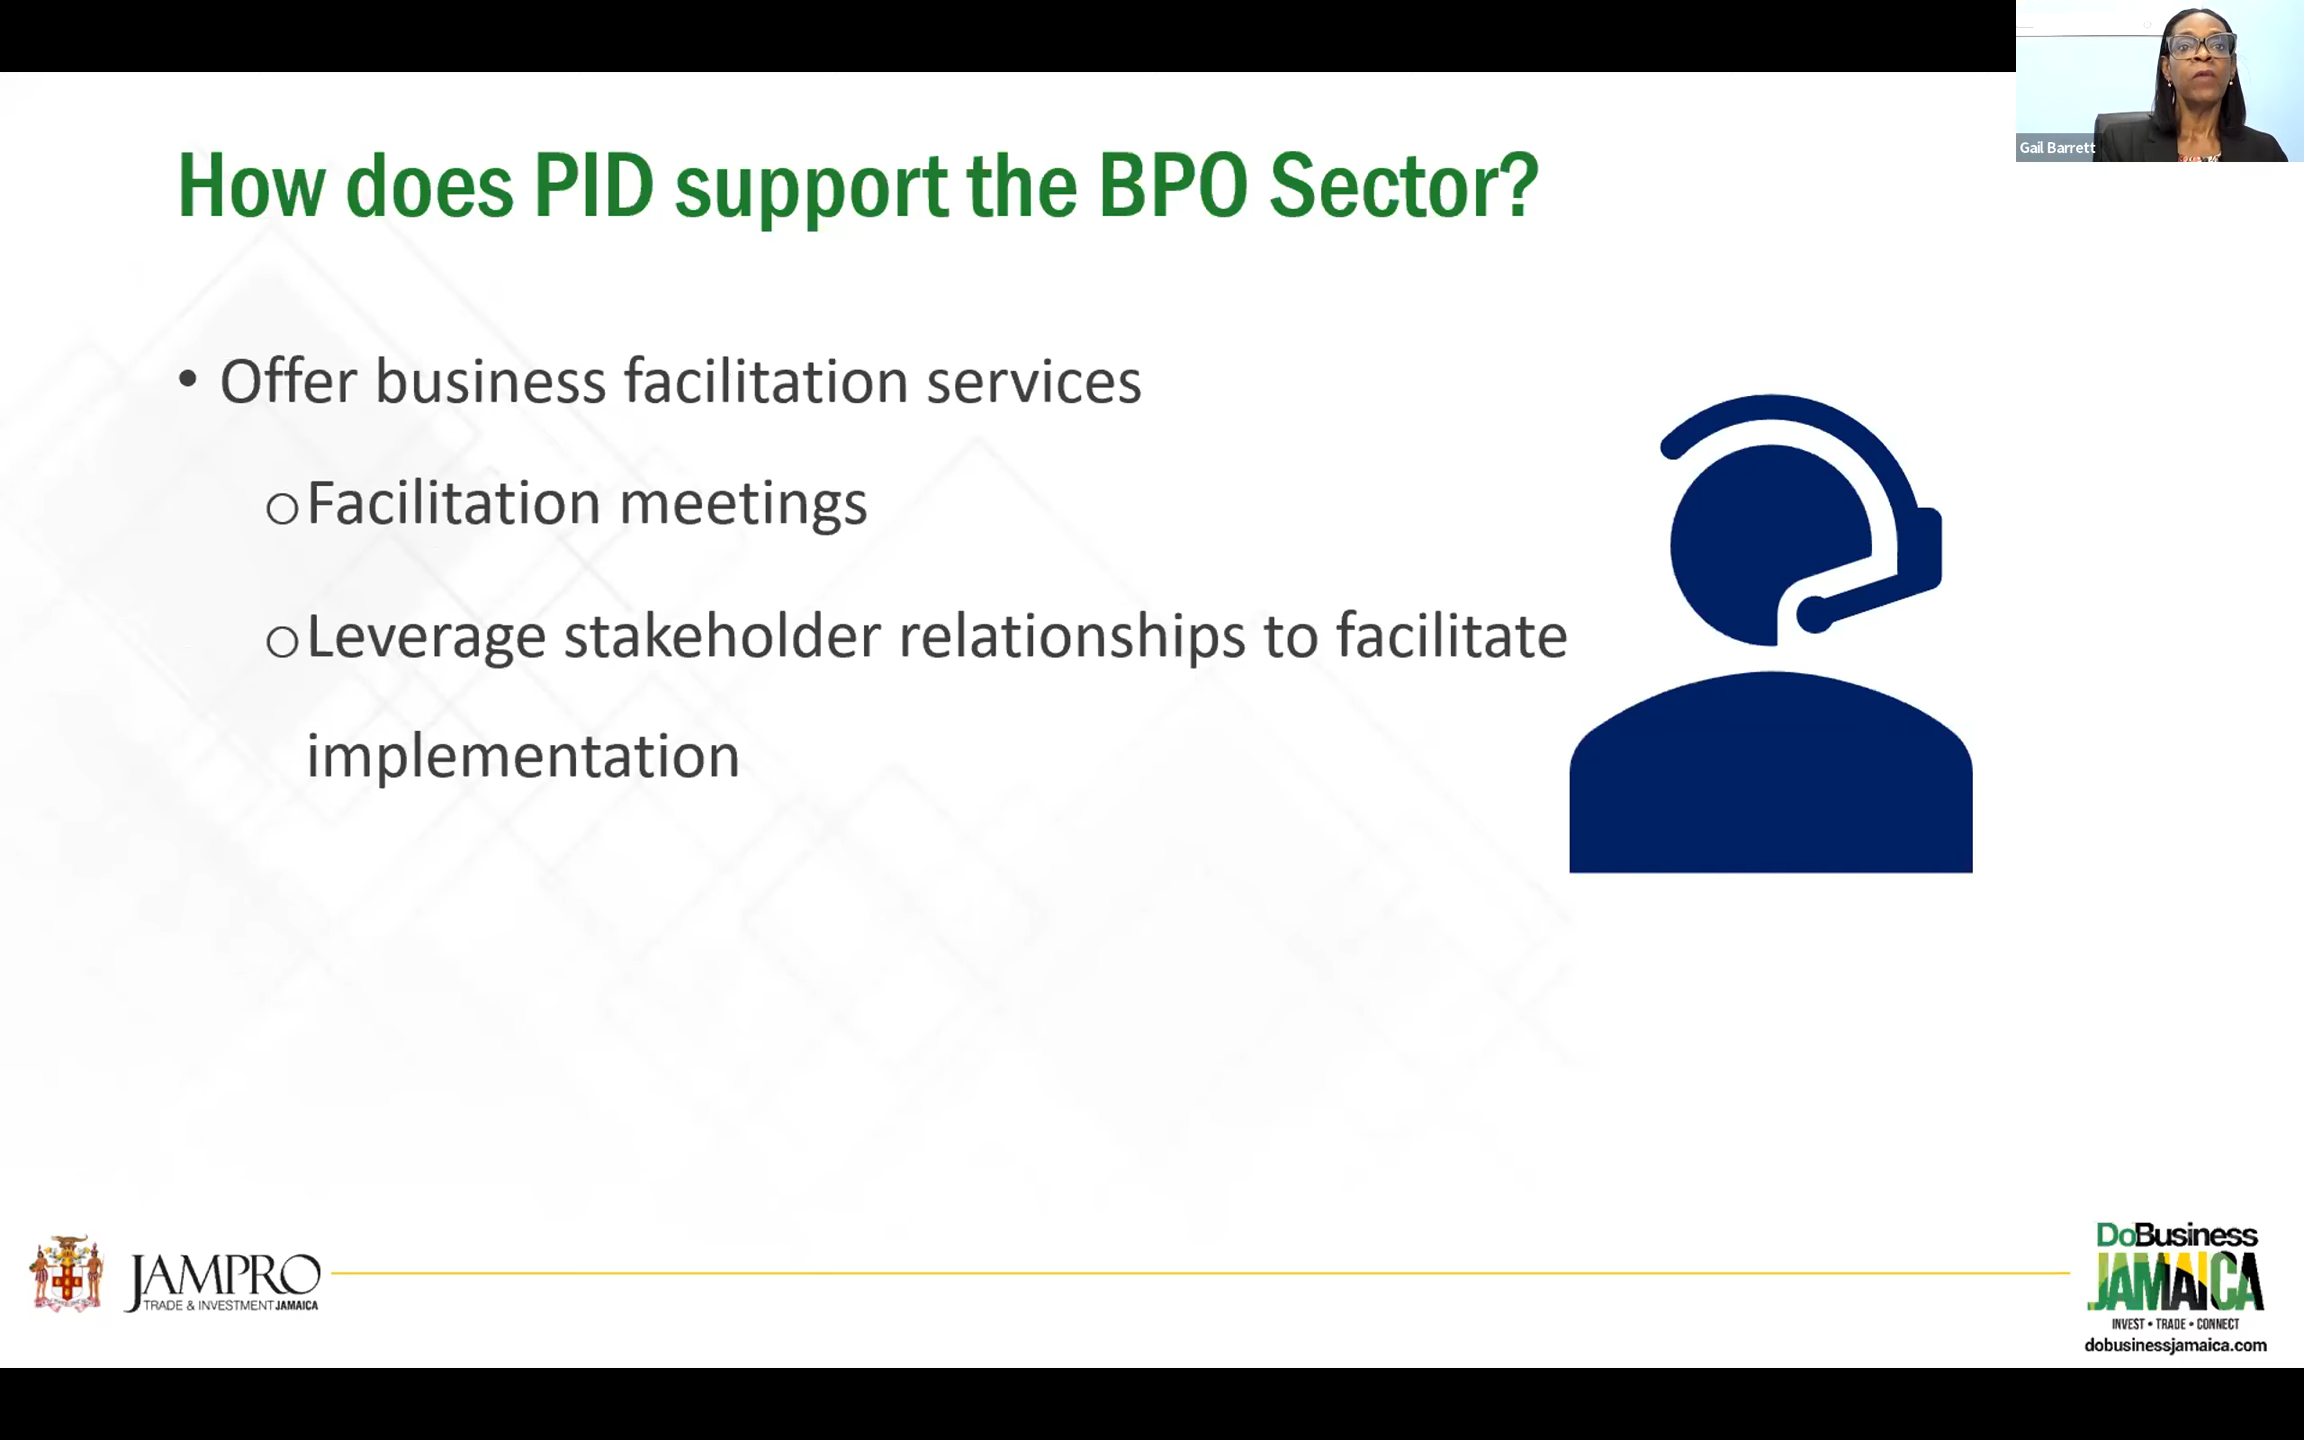 Gail Barrett
How does PID support the BPO Sector?
• Offer business facilitation services
oFacilitation meetings
oLeverage stakeholder relationships to facilitate
implementation
JAMPRO
TRADE & INVESTMENT JAMAICA
DoBusiness
JAMAICA
INVEST • TRADE • CONNECT
dobusinessjamaica.com